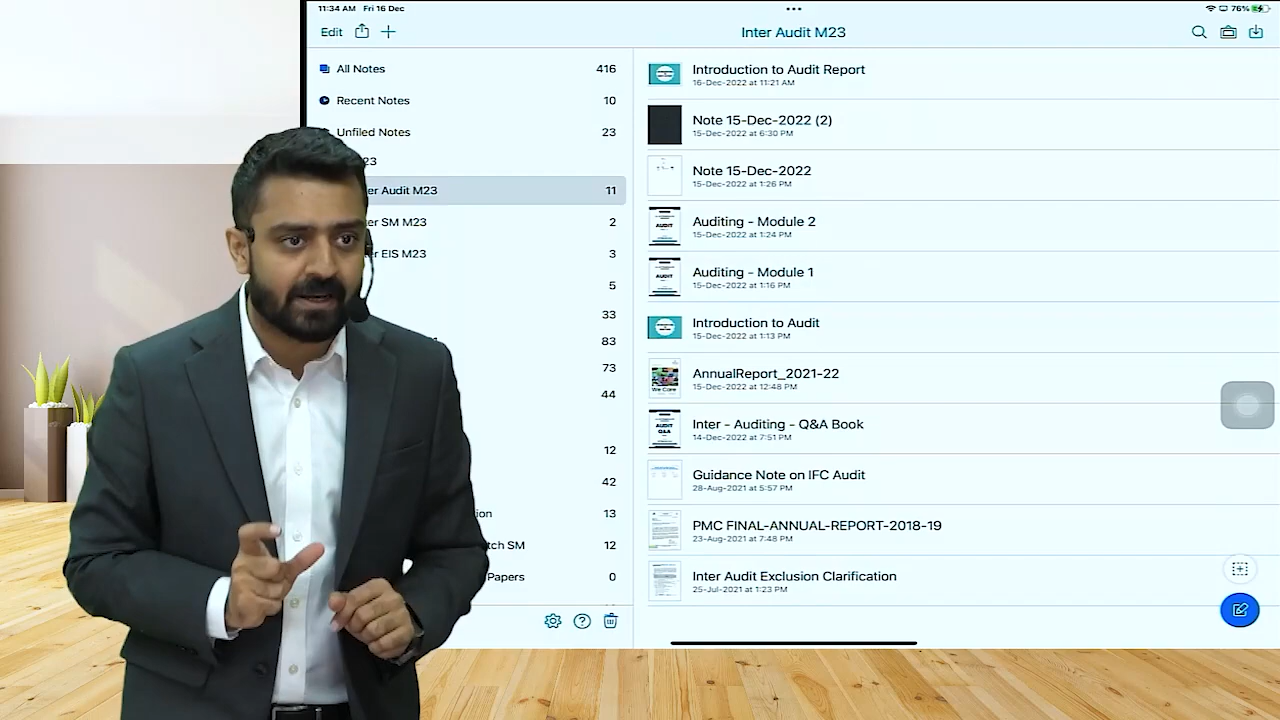 11:34 AM Fri 16 Dec
76%
Edit
Inter Audit M23
All Notes 416
Recent Notes 10
Unfiled Notes 23
23
er Audit M23 11
er SM M23 2
er EIS M23 3
5
33
83
73
44
12
42
ion 13
tch SM 12
Papers 0
Introduction to Audit Report
16-Dec-2022 at 11:21 AM
Note 15-Dec-2022 (2)
15-Dec-2022 at 6:30 PM
Note 15-Dec-2022
15-Dec-2022 at 1:26 PM
Auditing - Module 2
15-Dec-2022 at 1:24 PM
AUDIT
Auditing - Module 1
15-Dec-2022 at 1:16 PM
AUDIT
Introduction to Audit
15-Dec-2022 at 1:13 PM
AnnualReport_2021-22
15-Dec-2022 at 12:48 PM
We Care
Inter - Auditing - Q&A Book
14-Dec-2022 at 7:51 PM
AUDIT
Q&A
Guidance Note on IFC Audit
28-Aug-2021 at 5:57 PM
PMC FINAL-ANNUAL-REPORT-2018-19
23-Aug-2021 at 7:48 PM
Inter Audit Exclusion Clarification
25-Jul-2021 at 1:23 PM